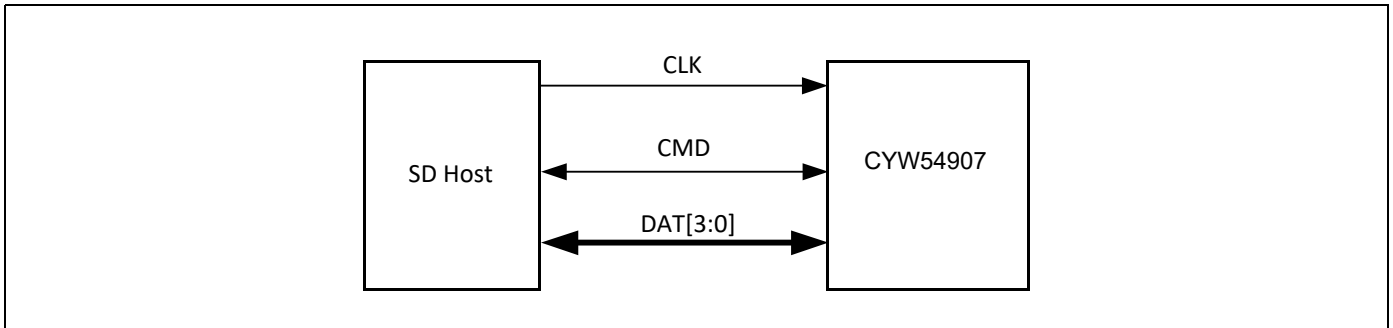 CLK
CMD
SD Host
CYW54907
DAT[3:0]